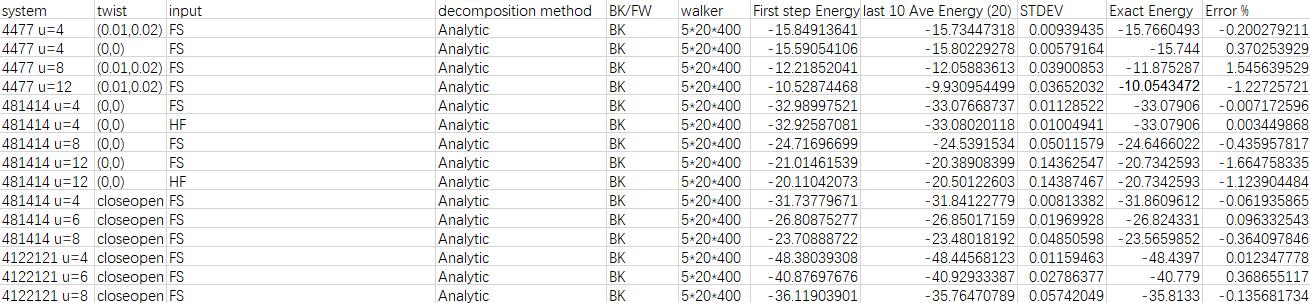 system twist input decomposition method BK/FW walker First step Energy last 10 Ave Energy (20) STDEV Exact Energy Error %
4477 u=4 (0.01,0.02) FS Analytic BK 5*20*400 -15.84913641 -15.73447318 0.00939435 -15.7660493 -0.200279211
4477 u=4 (0,0) FS Analytic BK 5*20*400 -15.59054106 -15.80229278 0.00579164 -15.744 0.370253929
4477 u=8 (0.01,0.02) FS Analytic BK 5*20*400 -12.21852041 -12.05883613 0.03900853 -11.875287 1.545639529
4477 u=12 (0.01,0.02) FS Analytic BK 5*20*400 -10.52874468 -9.930954499 0.03652032 -10.0543472 -1.22725721
481414 u=4 (0,0) FS Analytic BK 5*20*400 -32.98997521 -33.07668737 0.01128522 -33.07906 -0.007172596
481414 u=4 (0,0) HF Analytic BK 5*20*400 -32.92587081 -33.08020118 0.01004941 -33.07906 0.003449868
481414 u=8 (0,0) FS Analytic BK 5*20*400 -24.71696699 -24.5391534 0.05011579 -24.6466022 -0.435957817
481414 u=12 (0,0) FS Analytic BK 5*20*400 -21.01461539 -20.38908399 0.14362547 -20.7342593 -1.664758335
481414 u=12 (0,0) HF Analytic BK 5*20*400 -20.11042073 -20.50122603 0.14387467 -20.7342593 -1.123904484
481414 u=4 closeopen FS Analytic BK 5*20*400 -31.73779671 -31.84122779 0.00813382 -31.8609612 -0.061935865
481414 u=6 closeopen FS Analytic BK 5*20*400 -26.80875277 -26.85017159 0.01969928 -26.824331 0.096332543
481414 u=8 closeopen FS Analytic BK 5*20*400 -23.70888722 -23.48018192 0.04850598 -23.5659852 -0.364097846
4122121 u=4 closeopen FS Analytic BK 5*20*400 -48.38039308 -48.44568123 0.01159463 -48.4397 0.012347778
4122121 u=6 closeopen FS Analytic BK 5*20*400 -40.87697676 -40.92933387 0.02786377 -40.779 0.368655117
4122121 u=8 closeopen FS Analytic BK 5*20*400 -36.11903901 -35.76470789 0.05742049 -35.8133 -0.135681734